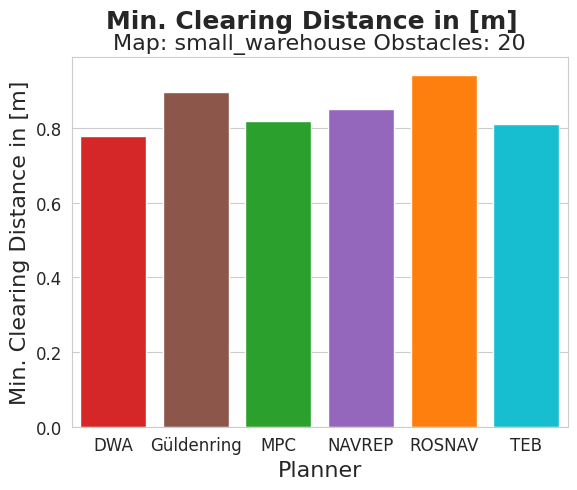 Min. Clearing Distance in [m]
Map: small_warehouse Obstacles: 20
Min. Clearing Distance in [m]
0.8
0.6
0.4
0.2
0.0
DWA Güldenring MPC NAVREP ROSNAV TEB
Planner